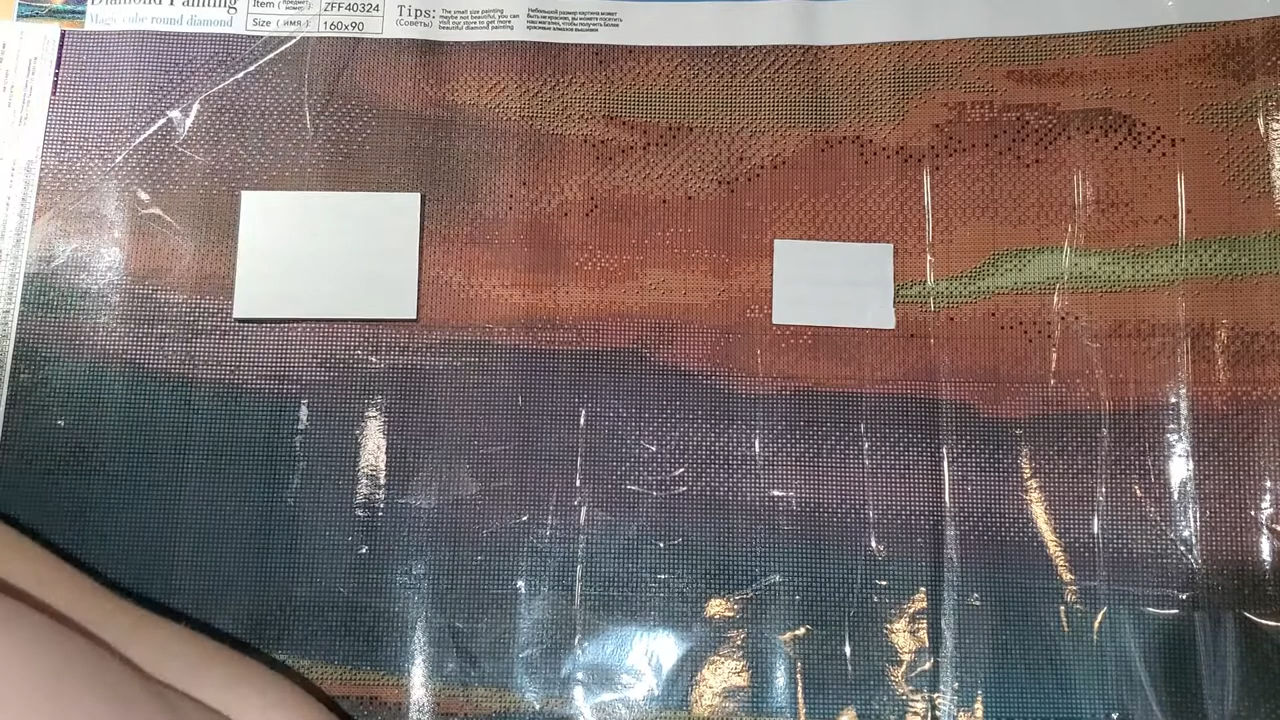 Diamond Painting
Magic cube round diamond
Item (предмет номер): ZFF40324
Size (имя): 160x90
Tips:
(Советы)
The small size painting
maybe not beautiful, you can
visit our store to get more
beautiful diamond painting
Небольшой размер картина может
быть не красиво, вы можете посетить
наш магазин, чтобы получить более
красивые алмазов вышивки